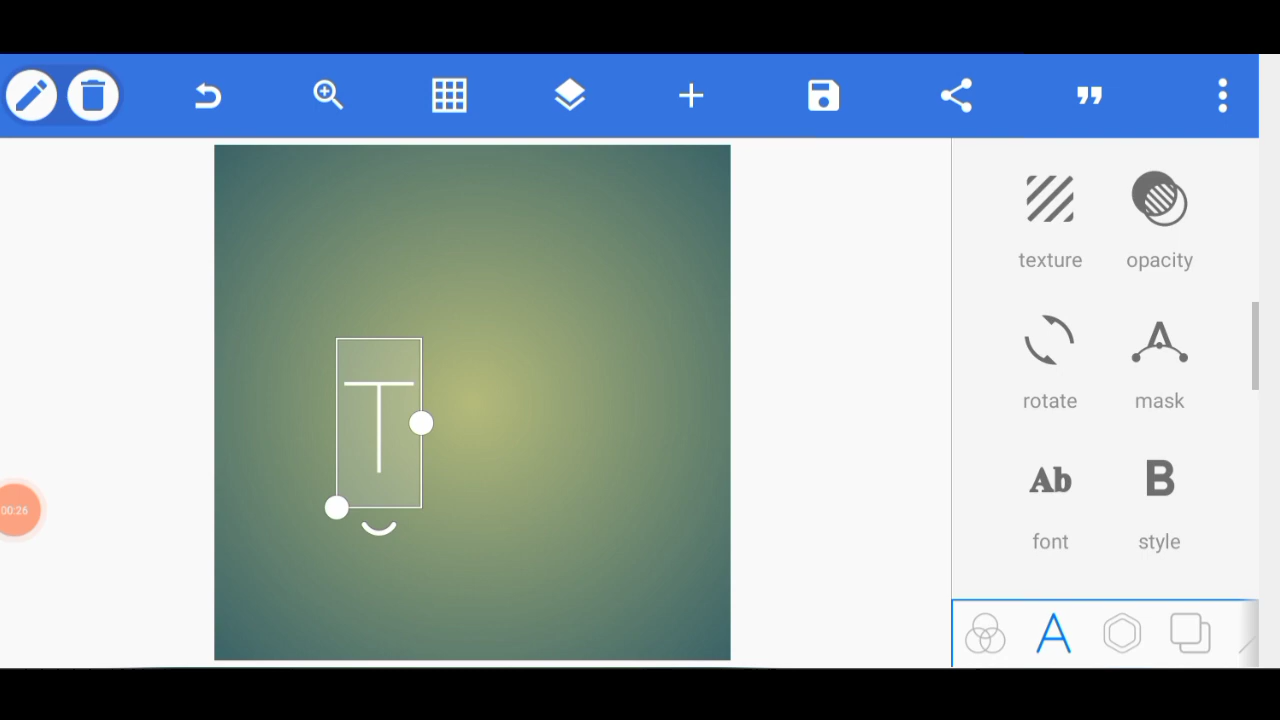 texture opacity
rotate mask
Ab B
font style
A
T
00:26